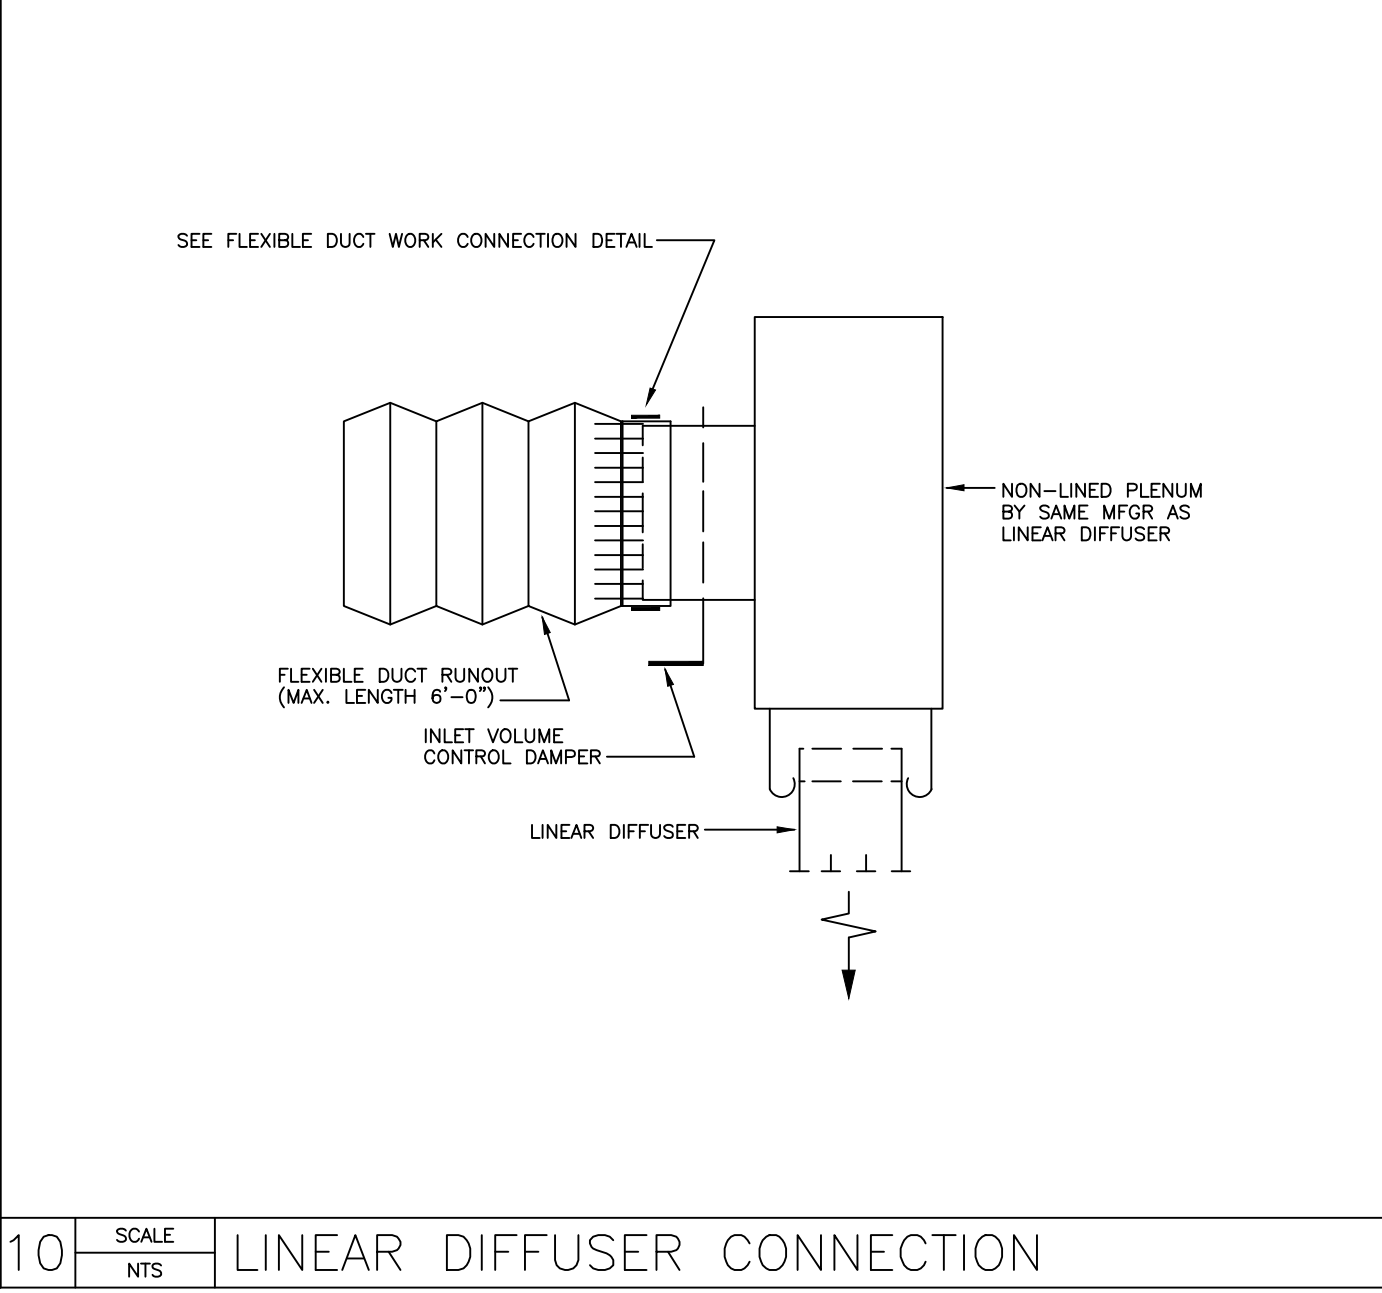 SEE FLEXIBLE DUCT WORK CONNECTION DETAIL
NON-LINED PLENUM
BY SAME MFGR AS
LINEAR DIFFUSER
FLEXIBLE DUCT RUNOUT
(MAX. LENGTH 6'-0")
INLET VOLUME
CONTROL DAMPER
LINEAR DIFFUSER
10
SCALE
NTS
LINEAR DIFFUSER CONNECTION